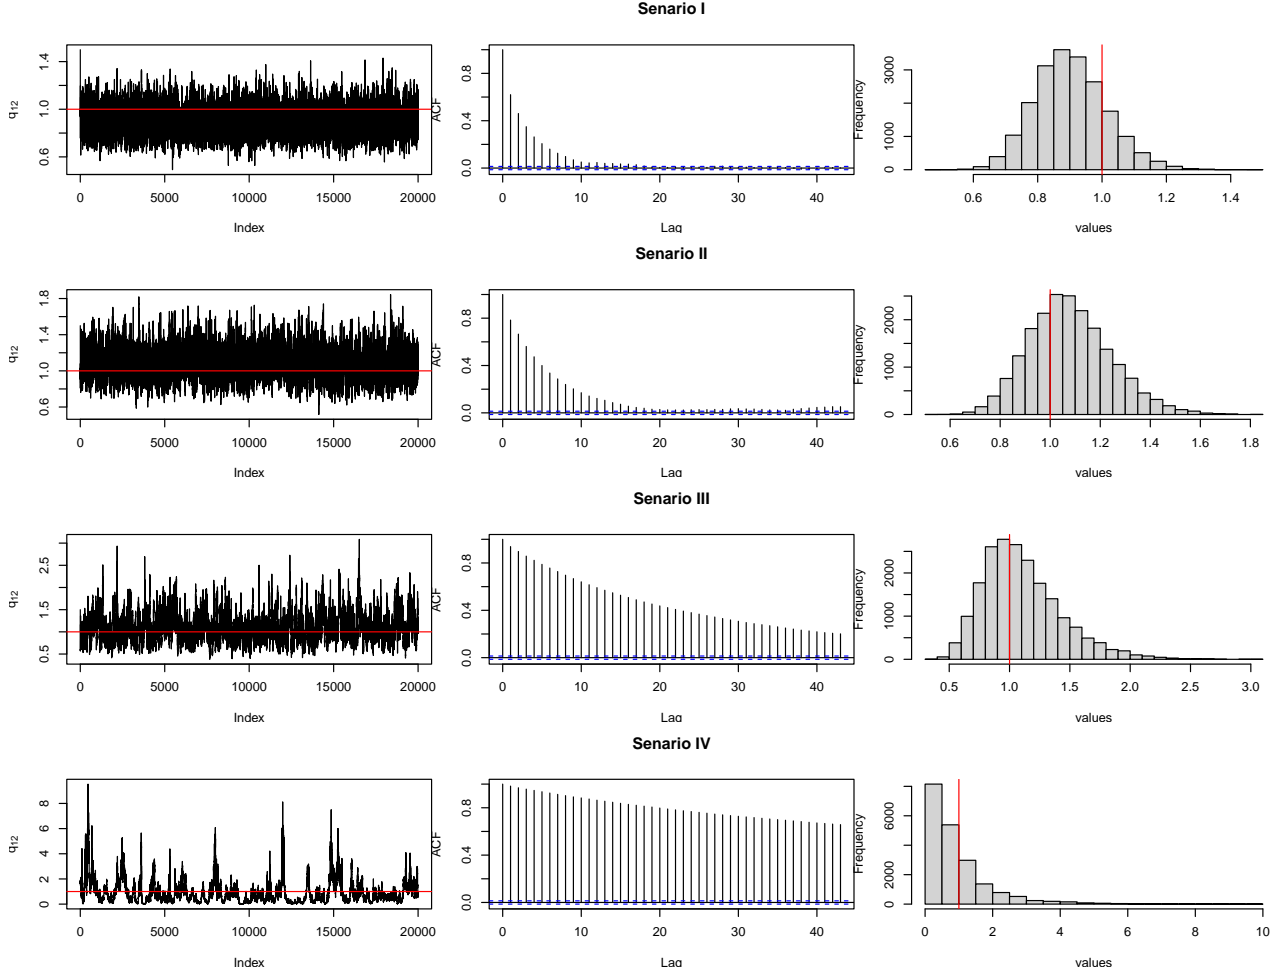 Senario I
q12
1.4
1.0
0.6
0 5000 10000 15000 20000
Index
ACF
0.8
0.4
0.0
0 10 20 30 40
Lag
Frequency
3000
1000
0
0.6 0.8 1.0 1.2 1.4
values
Senario II
q12
1.8
1.4
1.0
0.6
0 5000 10000 15000 20000
Index
ACF
0.8
0.4
0.0
0 10 20 30 40
Lag
Frequency
2000
1000
0
0.6 0.8 1.0 1.2 1.4 1.6 1.8
values
Senario III
q12
2.5
1.5
0.5
0 5000 10000 15000 20000
Index
ACF
0.8
0.4
0.0
0 10 20 30 40
Lag
Frequency
2000
1000
0
0.5 1.0 1.5 2.0 2.5 3.0
values
Senario IV
q12
8
6
4
2
0
0 5000 10000 15000 20000
Index
ACF
0.8
0.4
0.0
0 10 20 30 40
Lag
Frequency
6000
2000
0
0 2 4 6 8 10
values